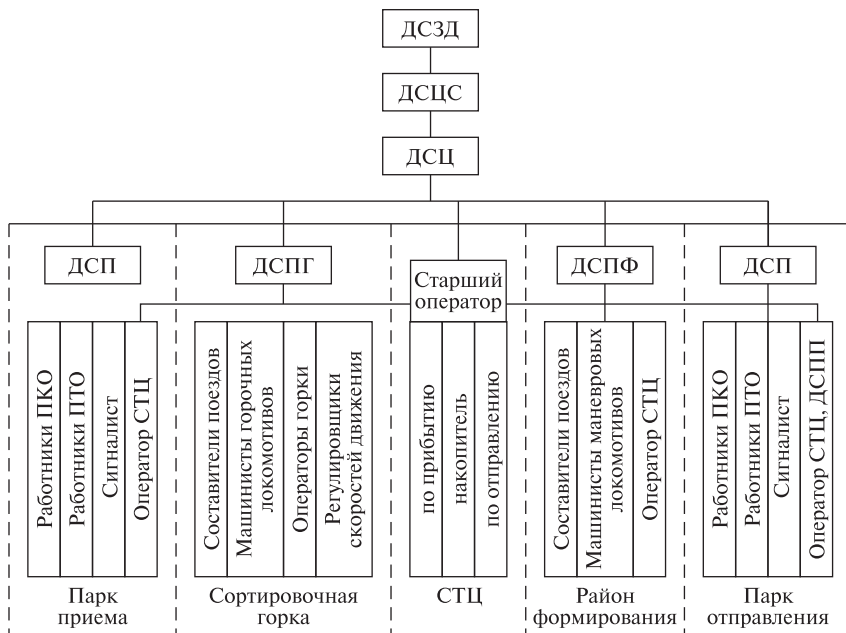 ДСЗД
ДСЦС
ДСЦ
ДСП
ДСПГ
Старший
оператор
ДСПФ
ДСП
Работники ПКО
Работники ПТО
Сигналист
Оператор СТЦ
Составители поездов
Машинисты горочных
локомотивов
Операторы горки
Регулировщики
скоростей движения
по прибытию
накопитель
по отправлению
Составители поездов
Машинисты маневровых
локомотивов
Оператор СТЦ
Работники ПКО
Работники ПТО
Сигналист
Оператор СТЦ, ДСПП
Парк
приема
Сортировочная
горка
СТЦ
Район
формирования
Парк
отправления